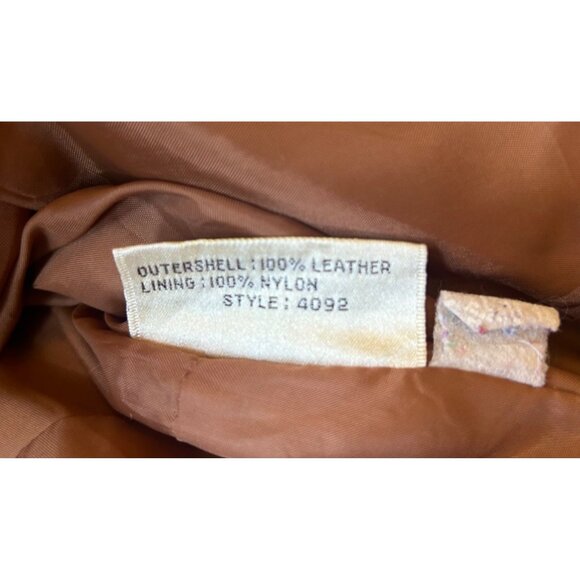 OUTERSHELL : 100% LEATHER
LINING : 100% NYLON
STYLE : 4092